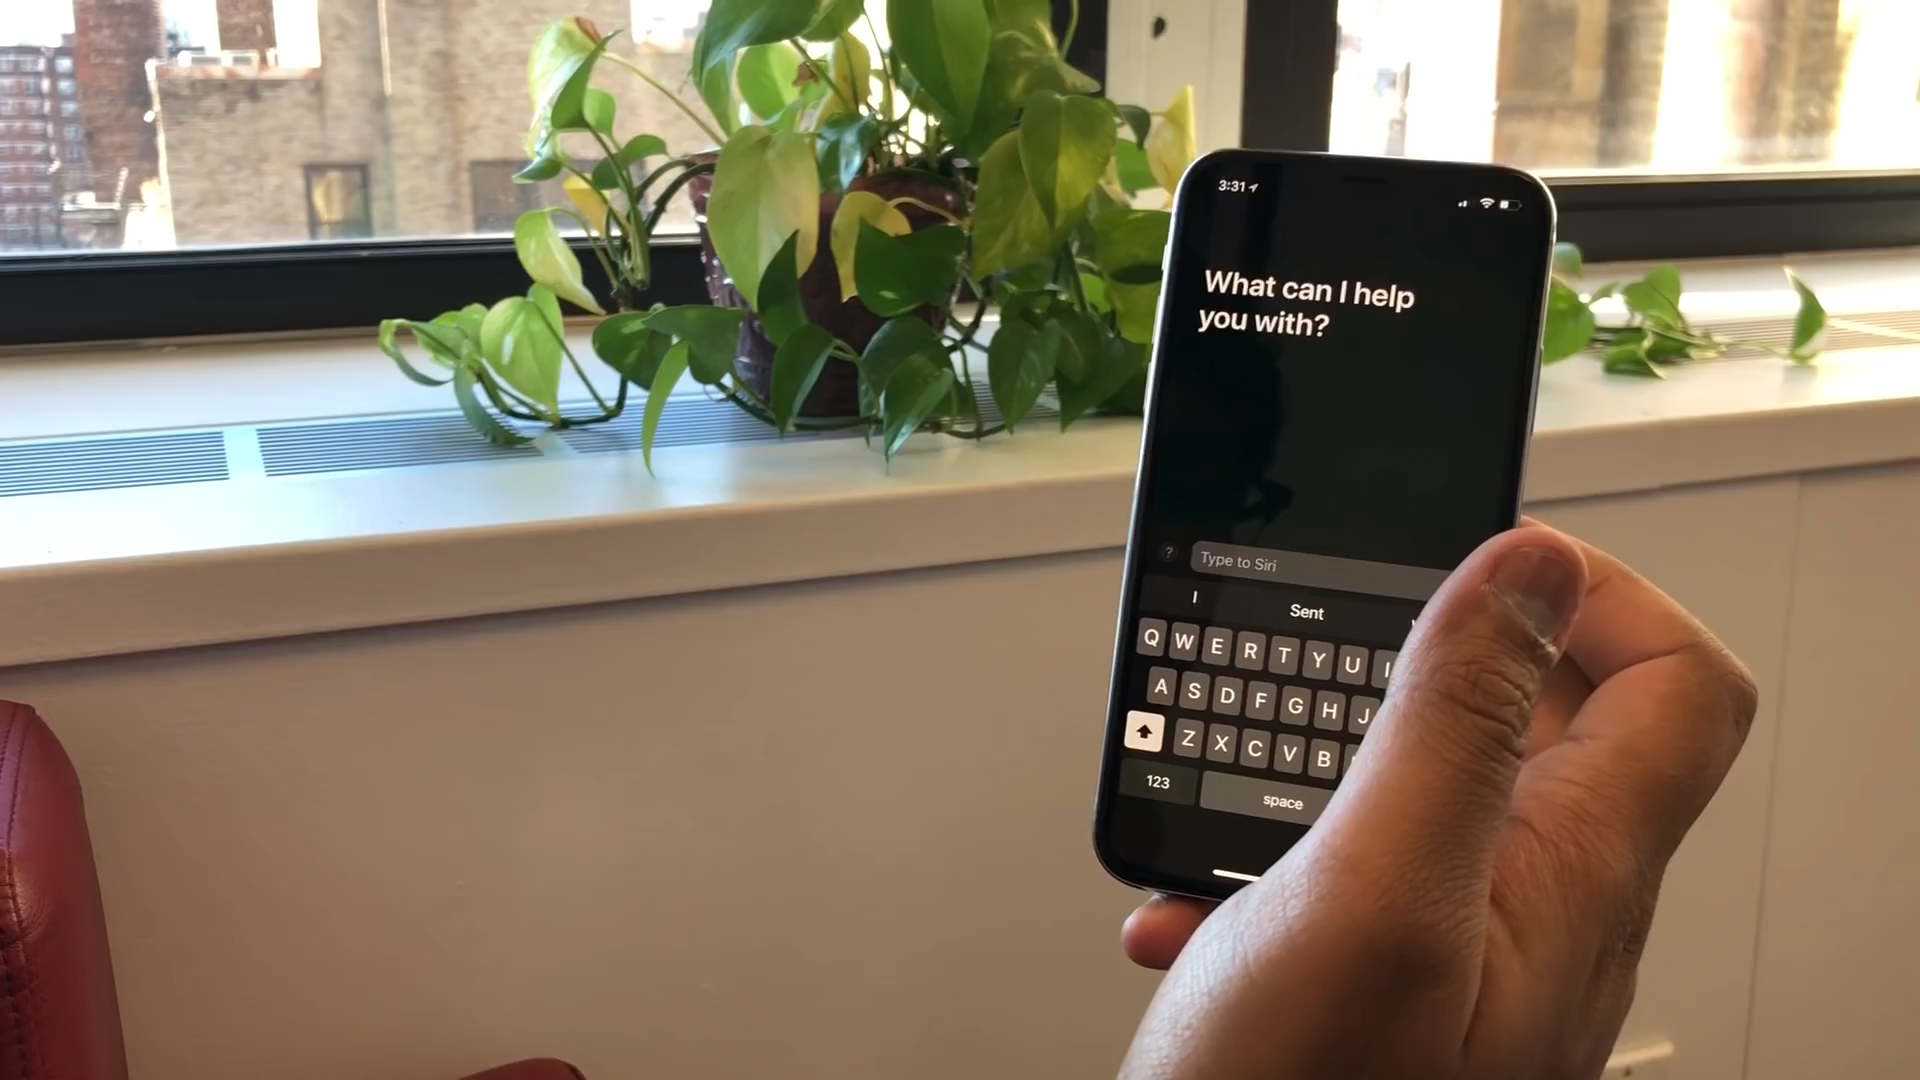 3:31
What can I help
you with?
? Type to Siri
I Sent
Q W E R T Y U I
A S D F G H J
Z X C V B
123 space